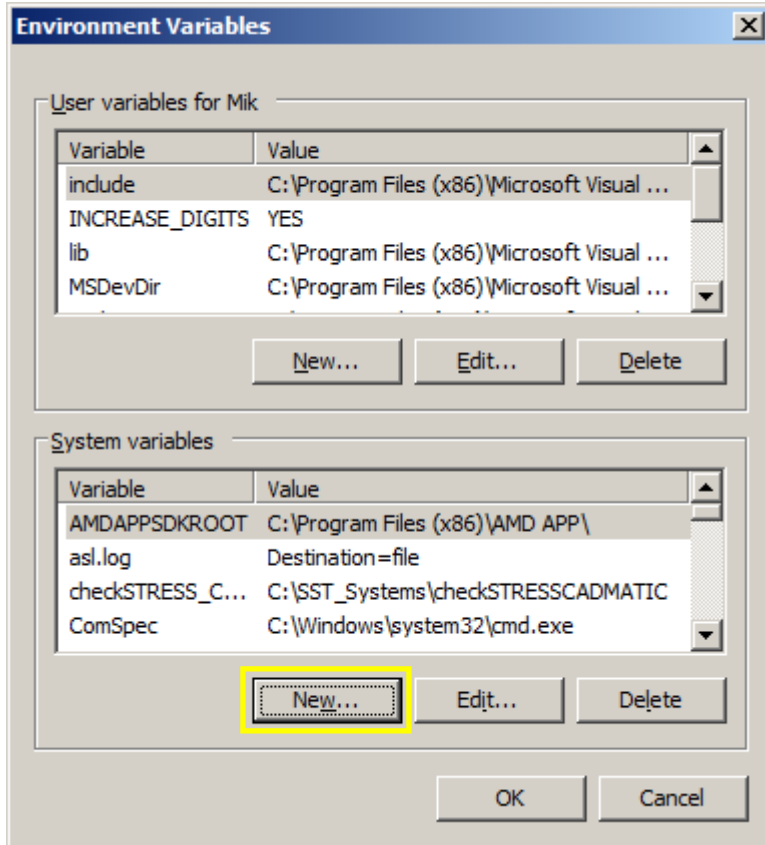 Environment Variables
User variables for Mik
Variable Value
include C:\Program Files (x86)\Microsoft Visual ...
INCREASE_DIGITS YES
lib C:\Program Files (x86)\Microsoft Visual ...
MSDevDir C:\Program Files (x86)\Microsoft Visual ...
New... Edit... Delete
System variables
Variable Value
AMDAPPSDKROOT C:\Program Files (x86)\AMD APP\
asl.log Destination=file
checkSTRESS_C... C:\SST_Systems\checkSTRESSCADMATIC
ComSpec C:\Windows\system32\cmd.exe
New... Edit... Delete
OK Cancel